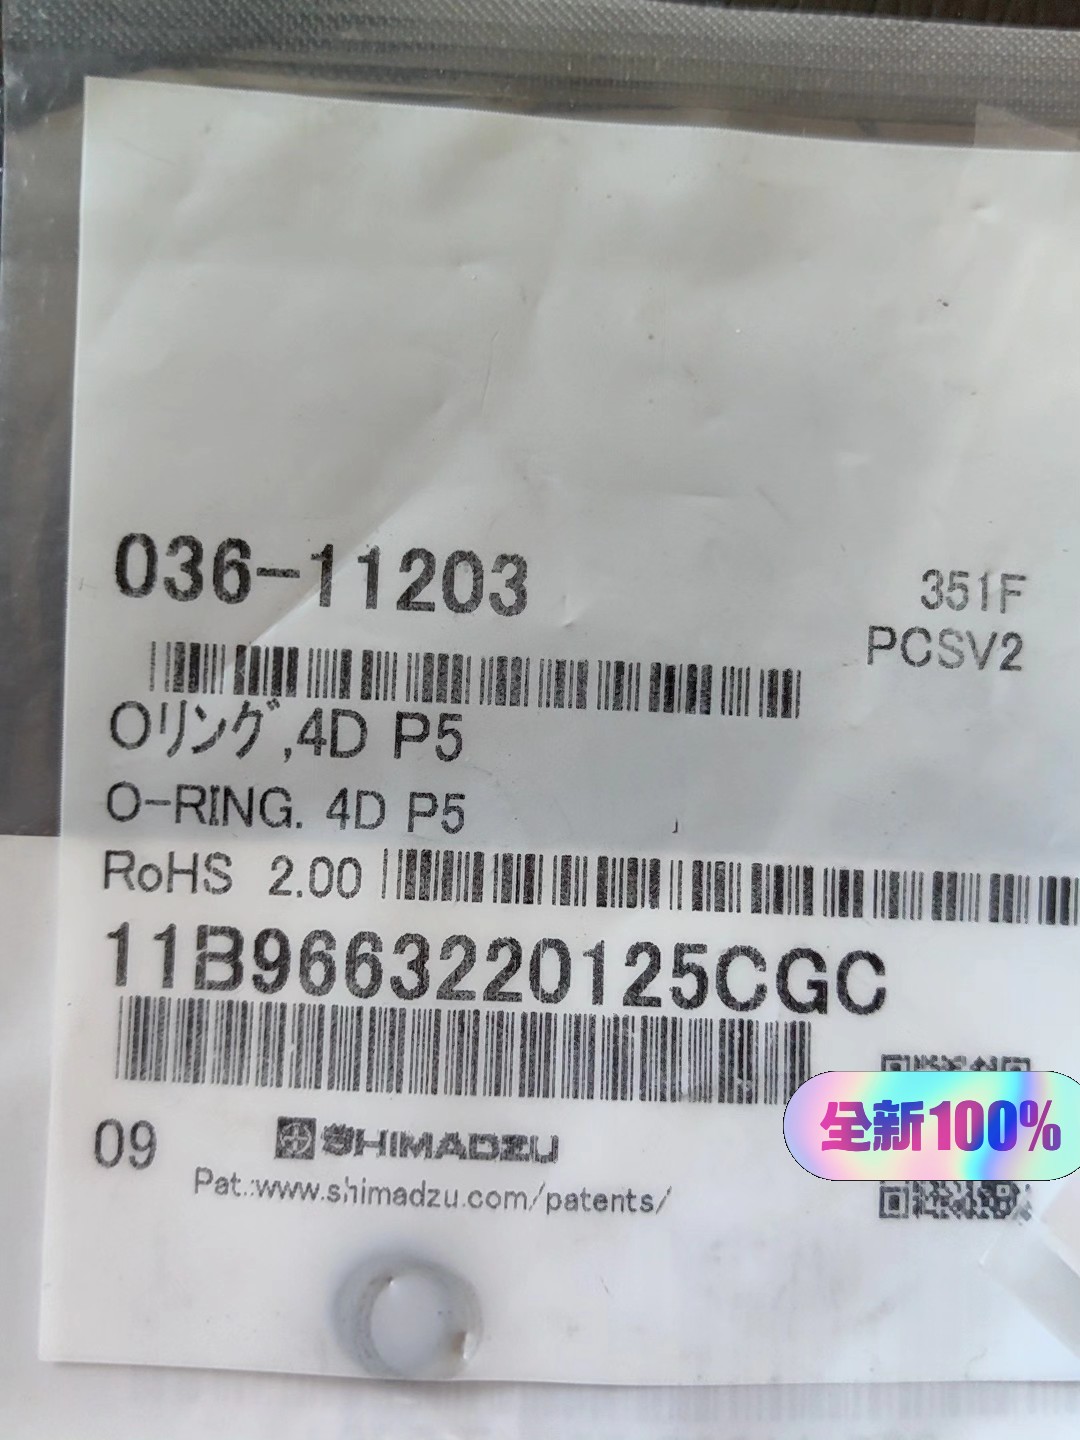 036-11203
351F
PCSV2
Oリング,4D P5
O-RING. 4D P5
RoHS 2.00
11B9663220125CGC
09
SHIMADZU
Pat.:www.shimadzu.com/patents/
全新100%